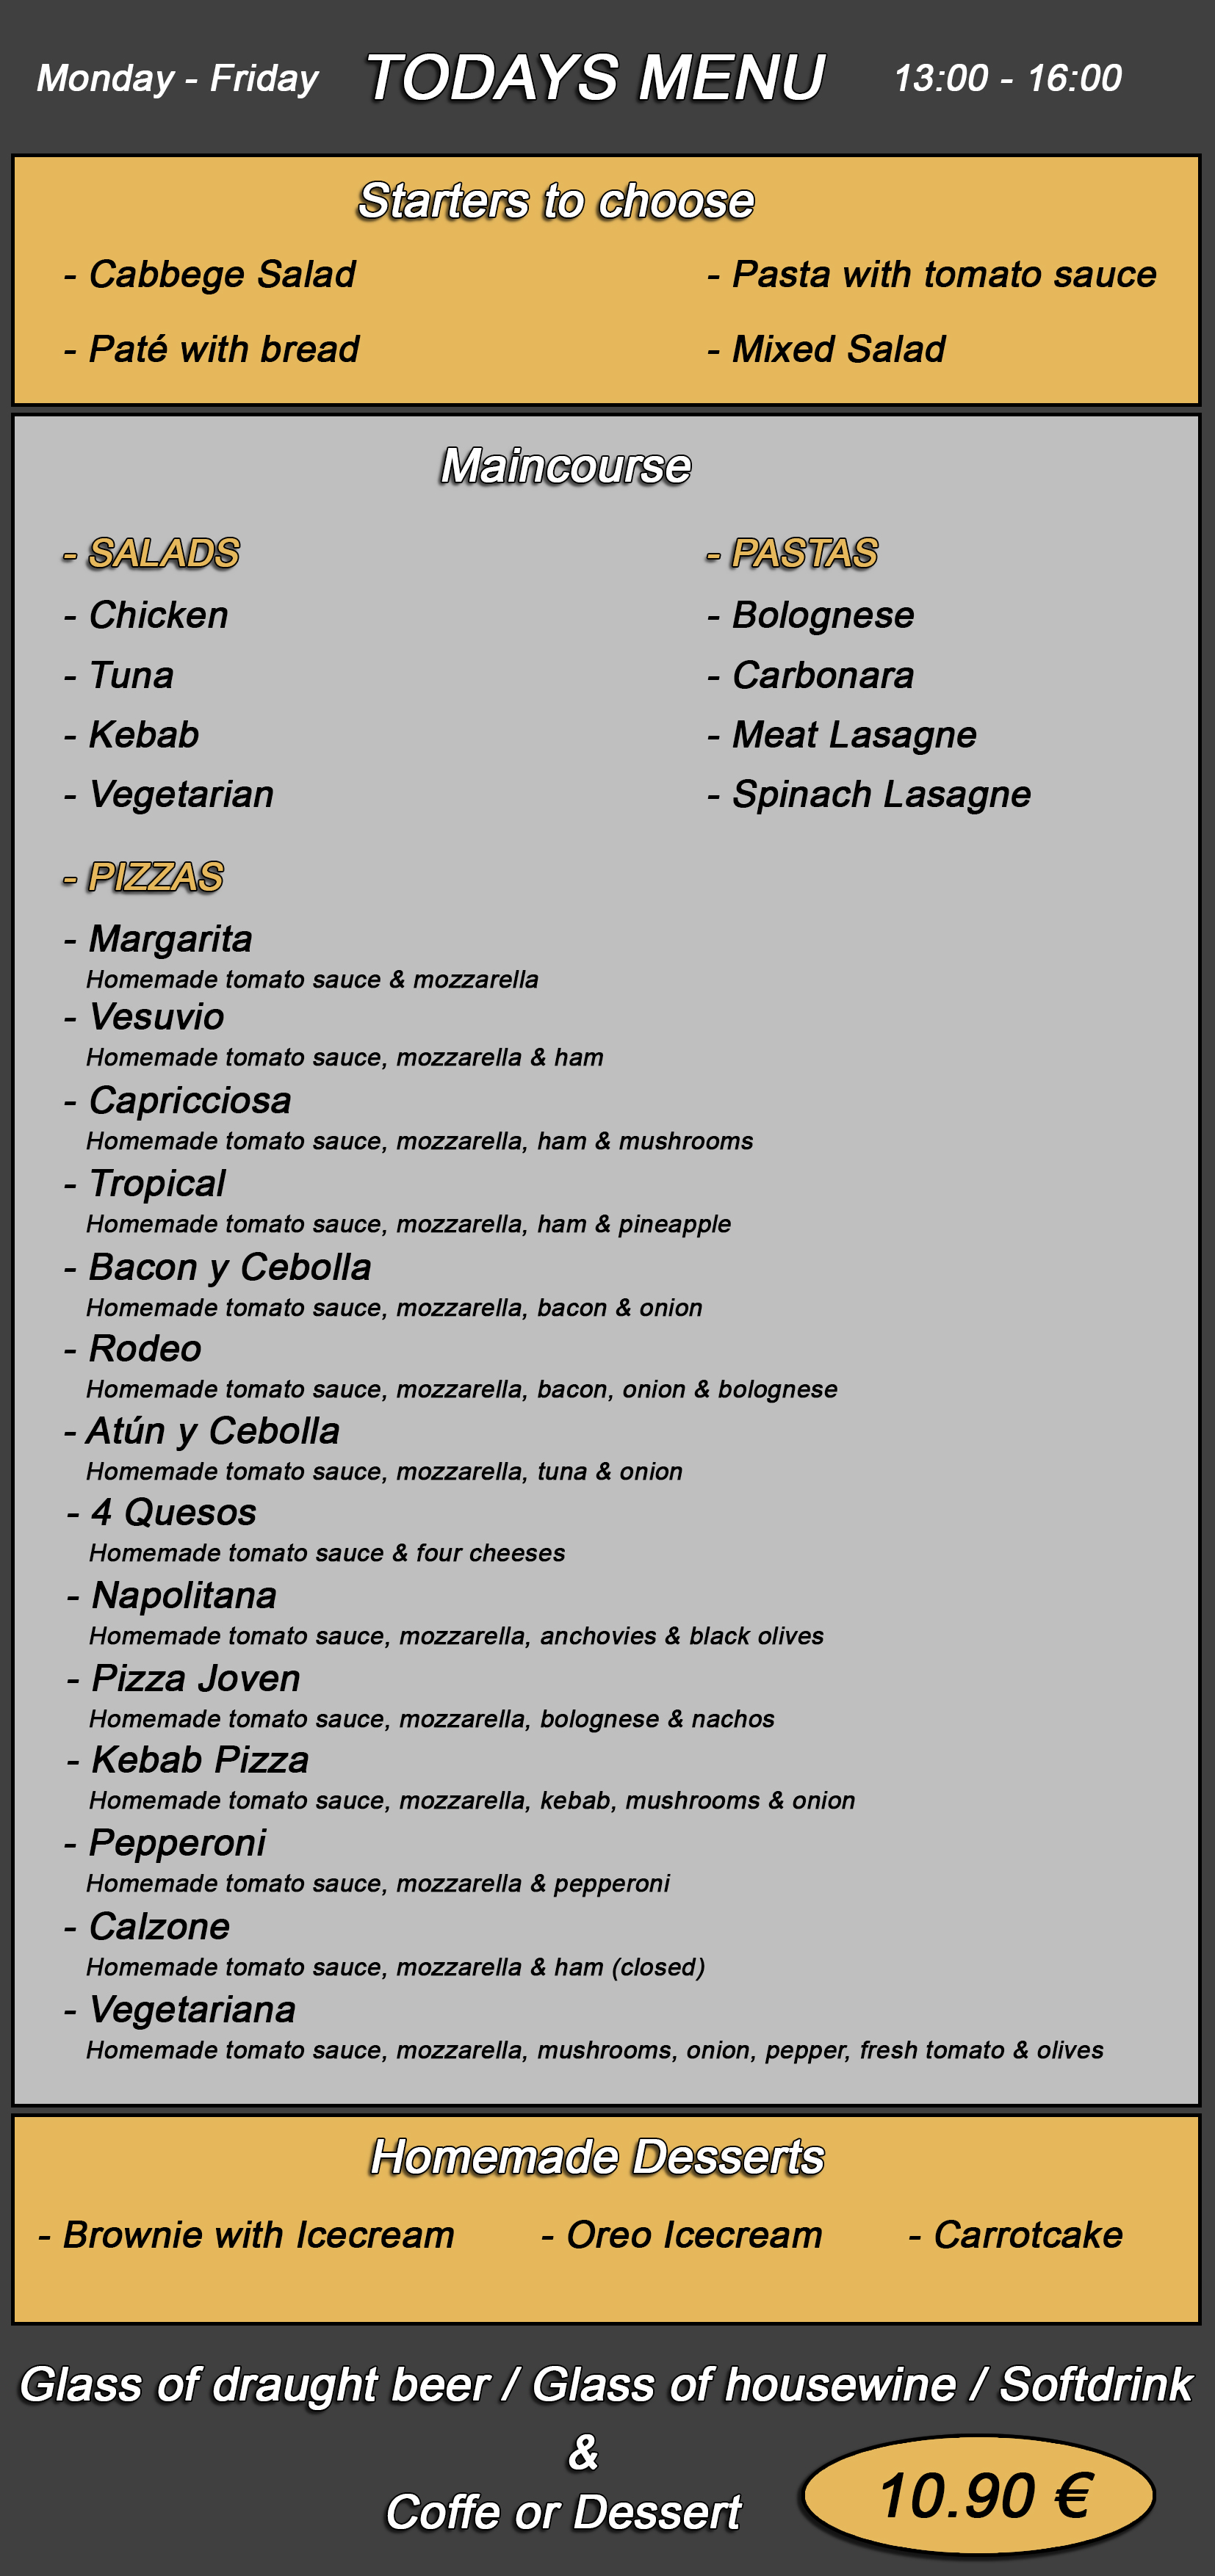 Monday - Friday TODAYS MENU 13:00 - 16:00
Starters to choose
- Cabbege Salad
- Pasta with tomato sauce
- Paté with bread
- Mixed Salad
Maincourse
- SALADS
- Chicken
- Tuna
- Kebab
- Vegetarian
- PASTAS
- Bolognese
- Carbonara
- Meat Lasagne
- Spinach Lasagne
- PIZZAS
- Margarita
Homemade tomato sauce & mozzarella
- Vesuvio
Homemade tomato sauce, mozzarella & ham
- Capricciosa
Homemade tomato sauce, mozzarella, ham & mushrooms
- Tropical
Homemade tomato sauce, mozzarella, ham & pineapple
- Bacon y Cebolla
Homemade tomato sauce, mozzarella, bacon & onion
- Rodeo
Homemade tomato sauce, mozzarella, bacon, onion & bolognese
- Atún y Cebolla
Homemade tomato sauce, mozzarella, tuna & onion
- 4 Quesos
Homemade tomato sauce & four cheeses
- Napolitana
Homemade tomato sauce, mozzarella, anchovies & black olives
- Pizza Joven
Homemade tomato sauce, mozzarella, bolognese & nachos
- Kebab Pizza
Homemade tomato sauce, mozzarella, kebab, mushrooms & onion
- Pepperoni
Homemade tomato sauce, mozzarella & pepperoni
- Calzone
Homemade tomato sauce, mozzarella & ham (closed)
- Vegetariana
Homemade tomato sauce, mozzarella, mushrooms, onion, pepper, fresh tomato & olives
Homemade Desserts
- Brownie with Icecream
- Oreo Icecream
- Carrotcake
Glass of draught beer / Glass of housewine / Softdrink
&
Coffe or Dessert
10.90 €